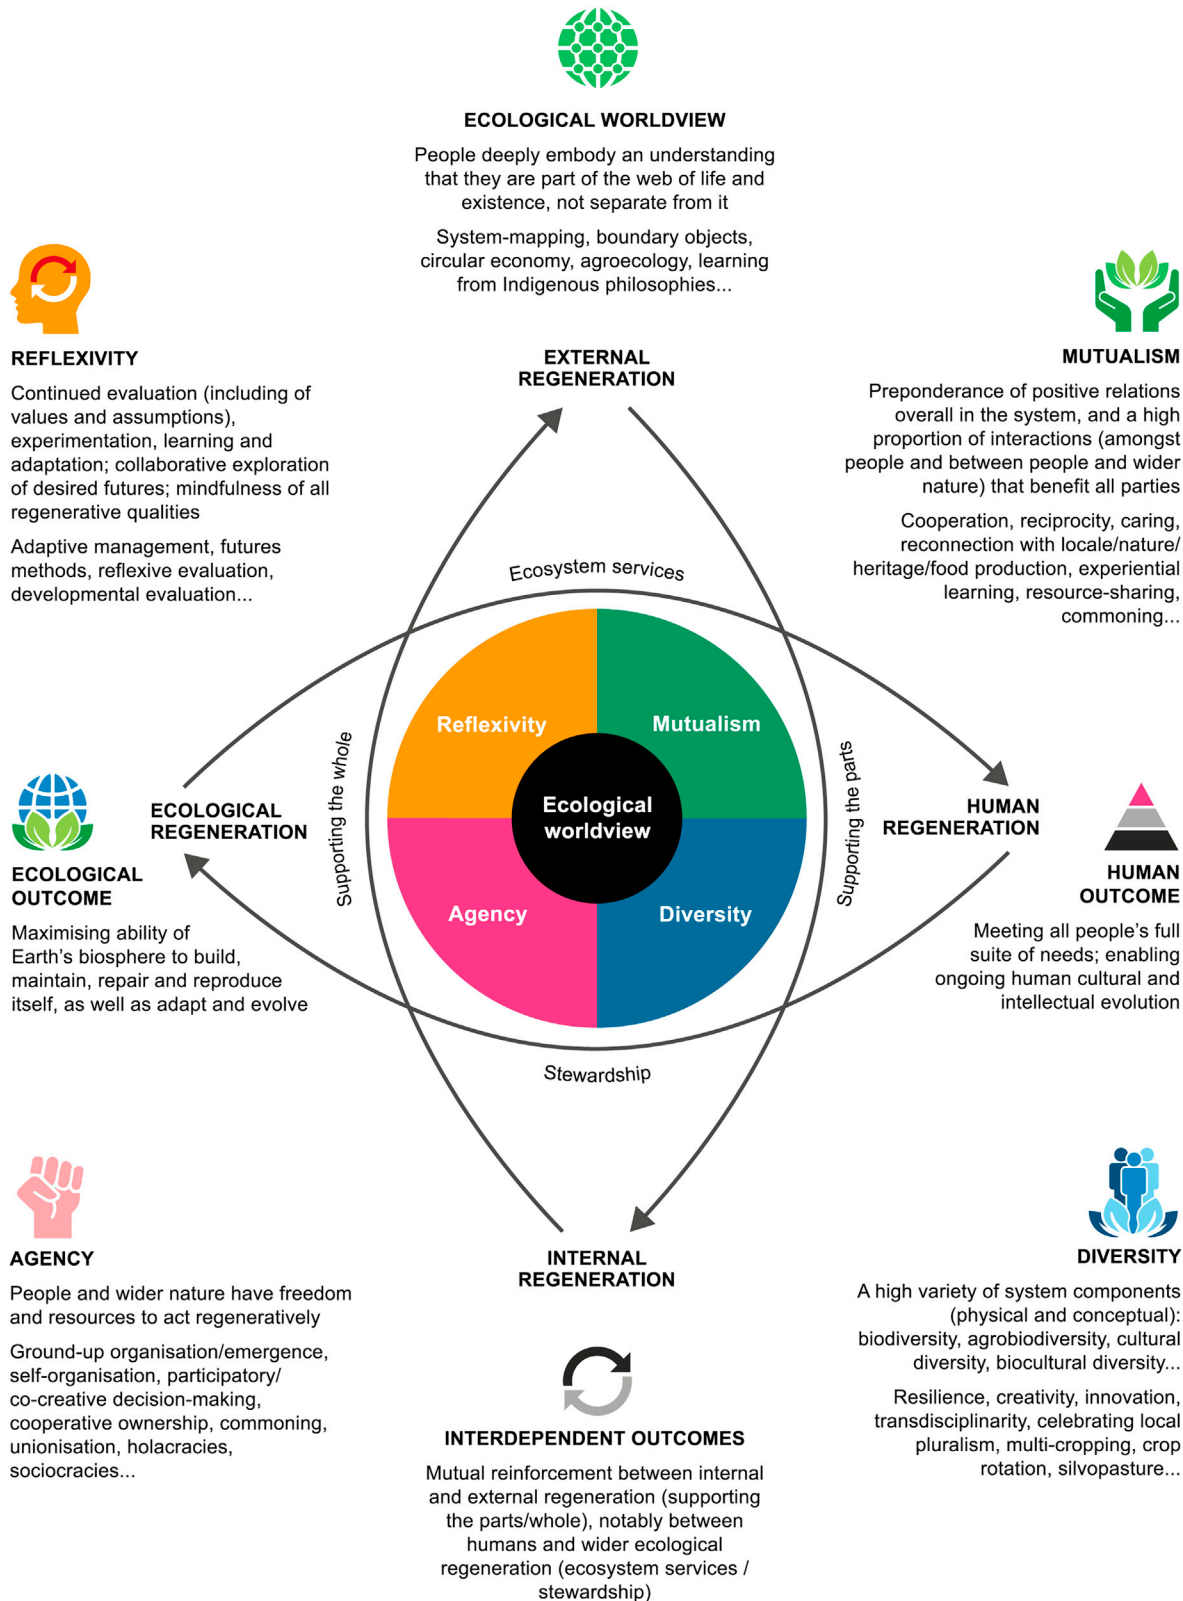 ECOLOGICAL WORLDVIEW
People deeply embody an understanding
that they are part of the web of life and
existence, not separate from it
System-mapping, boundary objects,
circular economy, agroecology, learning
from Indigenous philosophies...
REFLEXIVITY
Continued evaluation (including of
values and assumptions),
experimentation, learning and
adaptation; collaborative exploration
of desired futures; mindfulness of all
regenerative qualities
Adaptive management, futures
methods, reflexive evaluation,
developmental evaluation...
EXTERNAL
REGENERATION
MUTUALISM
Preponderance of positive relations
overall in the system, and a high
proportion of interactions (amongst
people and between people and wider
nature) that benefit all parties
Cooperation, reciprocity, caring,
reconnection with locale/nature/
heritage/food production, experiential
learning, resource-sharing,
commoning...
Ecosystem services
Supporting the whole
Reflexivity
Mutualism
Ecological
worldview
Agency
Diversity
Supporting the parts
Stewardship
ECOLOGICAL
REGENERATION
ECOLOGICAL
OUTCOME
Maximising ability of
Earth's biosphere to build,
maintain, repair and reproduce
itself, as well as adapt and evolve
HUMAN
REGENERATION
HUMAN
OUTCOME
Meeting all people's full
suite of needs; enabling
ongoing human cultural and
intellectual evolution
AGENCY
People and wider nature have freedom
and resources to act regeneratively
Ground-up organisation/emergence,
self-organisation, participatory/
co-creative decision-making,
cooperative ownership, commoning,
unionisation, holacracies,
sociocracies...
INTERNAL
REGENERATION
INTERDEPENDENT OUTCOMES
Mutual reinforcement between internal
and external regeneration (supporting
the parts/whole), notably between
humans and wider ecological
regeneration (ecosystem services /
stewardship)
DIVERSITY
A high variety of system components
(physical and conceptual):
biodiversity, agrobiodiversity, cultural
diversity, biocultural diversity...
Resilience, creativity, innovation,
transdisciplinarity, celebrating local
pluralism, multi-cropping, crop
rotation, silvopasture...